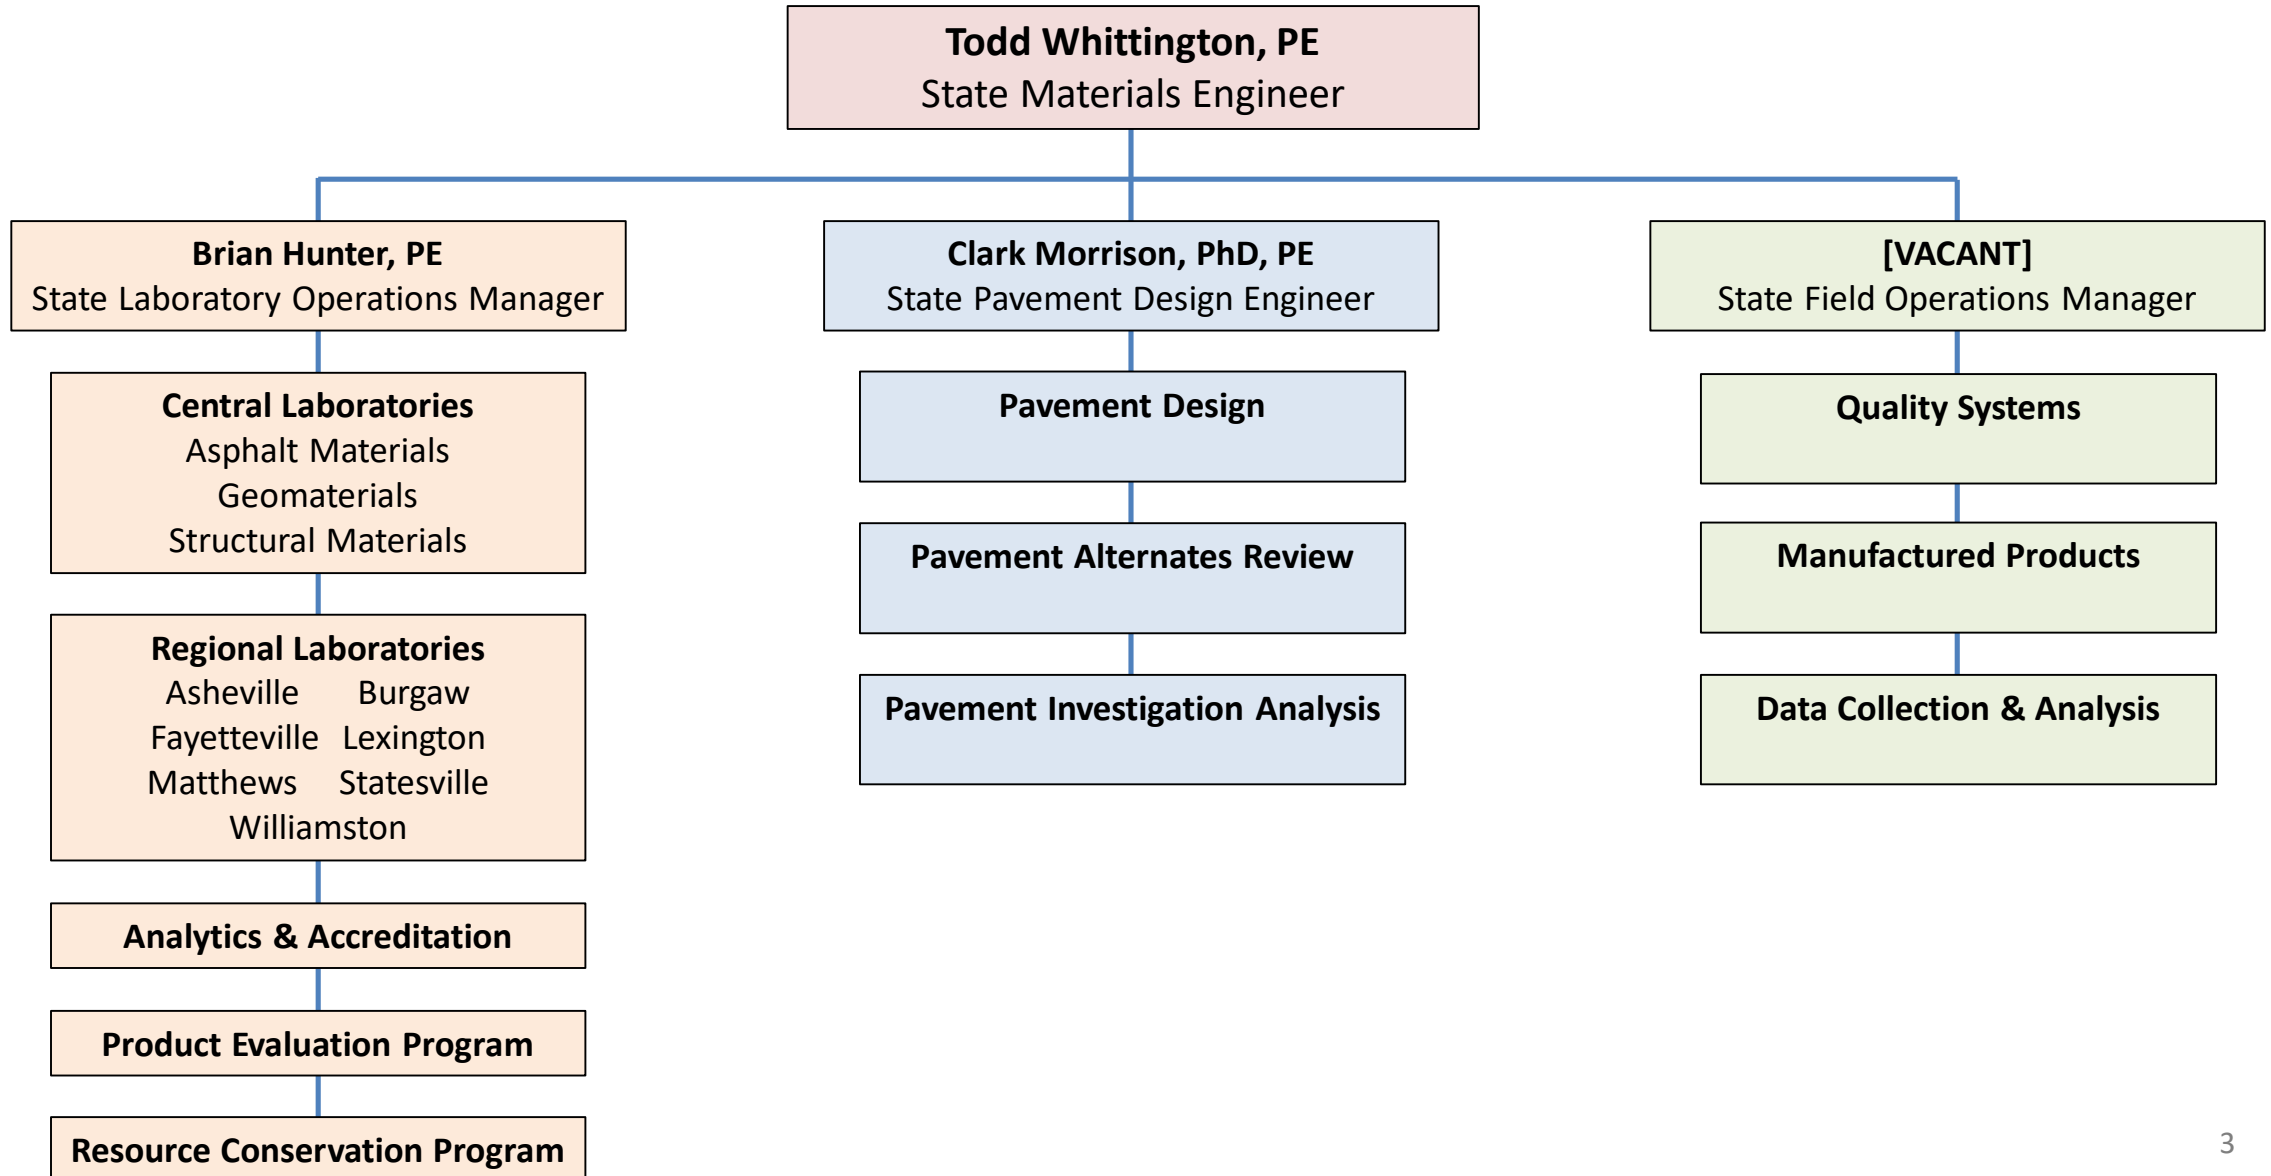 Todd Whittington, PE
State Materials Engineer
Brian Hunter, PE
State Laboratory Operations Manager
Central Laboratories
Asphalt Materials
Geomaterials
Structural Materials
Regional Laboratories
Asheville Burgaw
Fayetteville Lexington
Matthews Statesville
Williamston
Analytics & Accreditation
Product Evaluation Program
Resource Conservation Program
Clark Morrison, PhD, PE
State Pavement Design Engineer
Pavement Design
Pavement Alternates Review
Pavement Investigation Analysis
[VACANT]
State Field Operations Manager
Quality Systems
Manufactured Products
Data Collection & Analysis
3